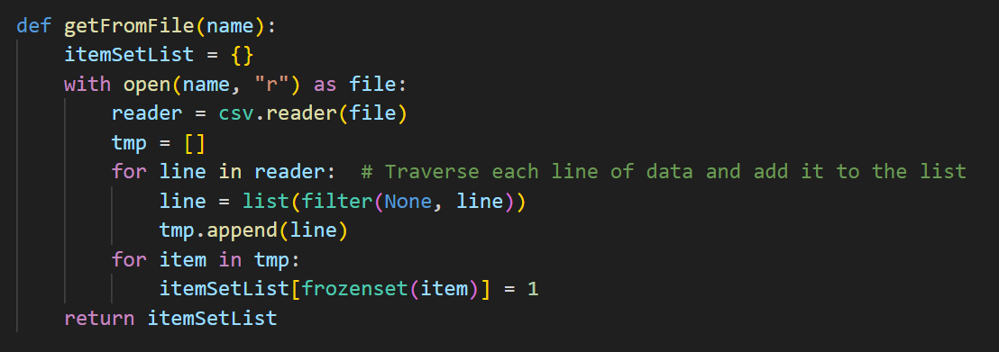 def getFromFile(name):
    itemSetList = {}
    with open(name, "r") as file:
        reader = csv.reader(file)
        tmp = []
        for line in reader:  # Traverse each line of data and add it to the list
            line = list(filter(None, line))
            tmp.append(line)
        for item in tmp:
            itemSetList[frozenset(item)] = 1
    return itemSetList